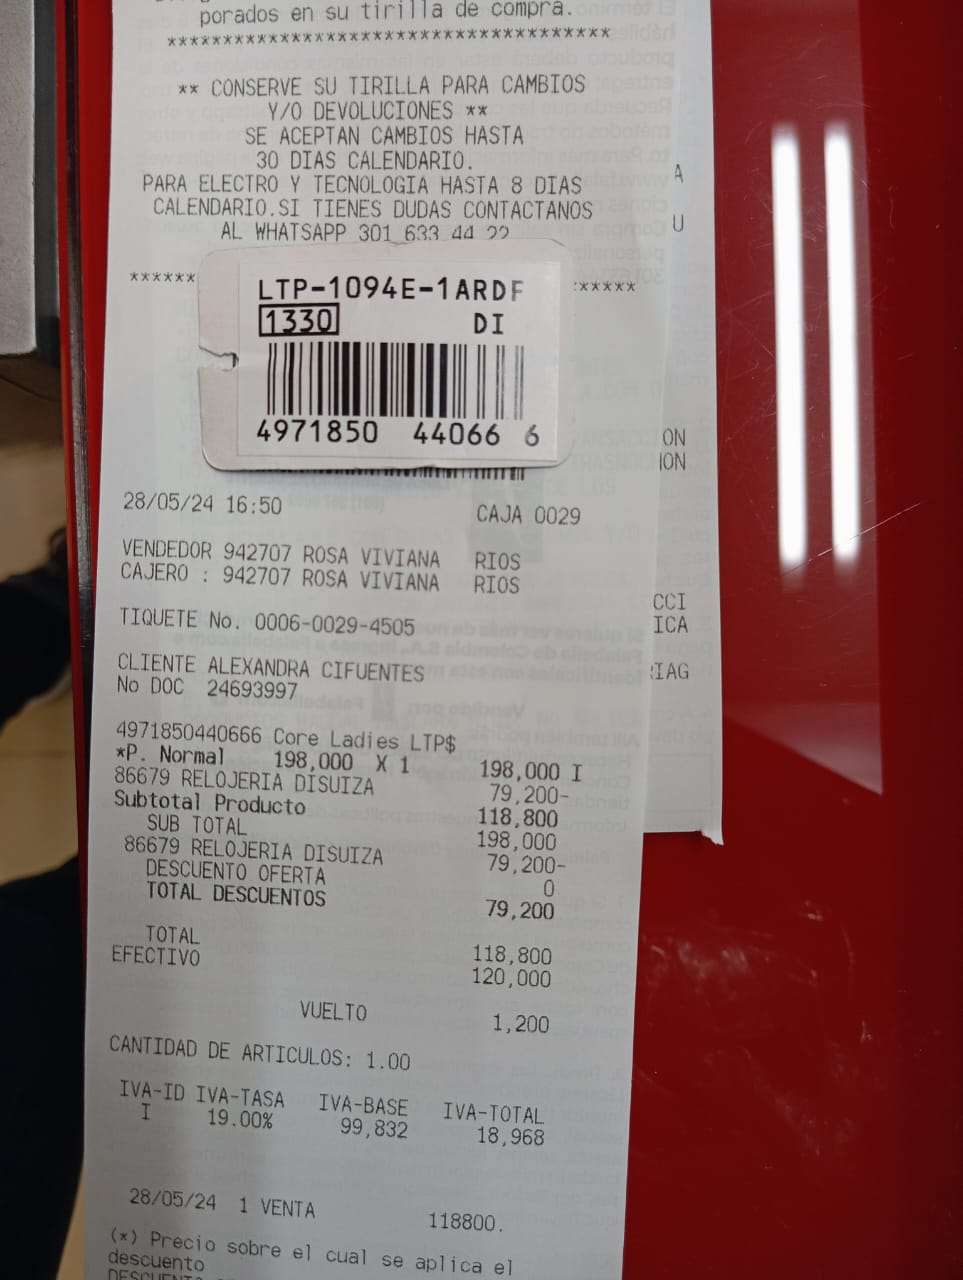 porados en su tirilla de compra.
** CONSERVE SU TIRILLA PARA CAMBIOS
Y/O DEVOLUCIONES **
SE ACEPTAN CAMBIOS HASTA
30 DIAS CALENDARIO.
PARA ELECTRO Y TECNOLOGIA HASTA 8 DIAS
CALENDARIO.SI TIENES DUDAS CONTACTANOS
AL WHATSAPP 301 633 44 22
LTP-1094E-1ARDF
1330 DI
4971850 44066 6
28/05/24 16:50 CAJA 0029
VENDEDOR 942707 ROSA VIVIANA RIOS
CAJERO : 942707 ROSA VIVIANA RIOS
TIQUETE No. 0006-0029-4505
CLIENTE ALEXANDRA CIFUENTES
No DOC 24693997
4971850440666 Core Ladies LTP$
*P. Normal 198,000 X 1 198,000 I
86679 RELOJERIA DISUIZA 79,200-
Subtotal Producto 118,800
SUB TOTAL 198,000
86679 RELOJERIA DISUIZA 79,200-
DESCUENTO OFERTA 0
TOTAL DESCUENTOS 79,200
TOTAL 118,800
EFECTIVO 120,000
VUELTO 1,200
CANTIDAD DE ARTICULOS: 1.00
IVA-ID IVA-TASA IVA-BASE IVA-TOTAL
I 19.00% 99,832 18,968
28/05/24 1 VENTA 118800.
(*) Precio sobre el cual se aplica el
descuento